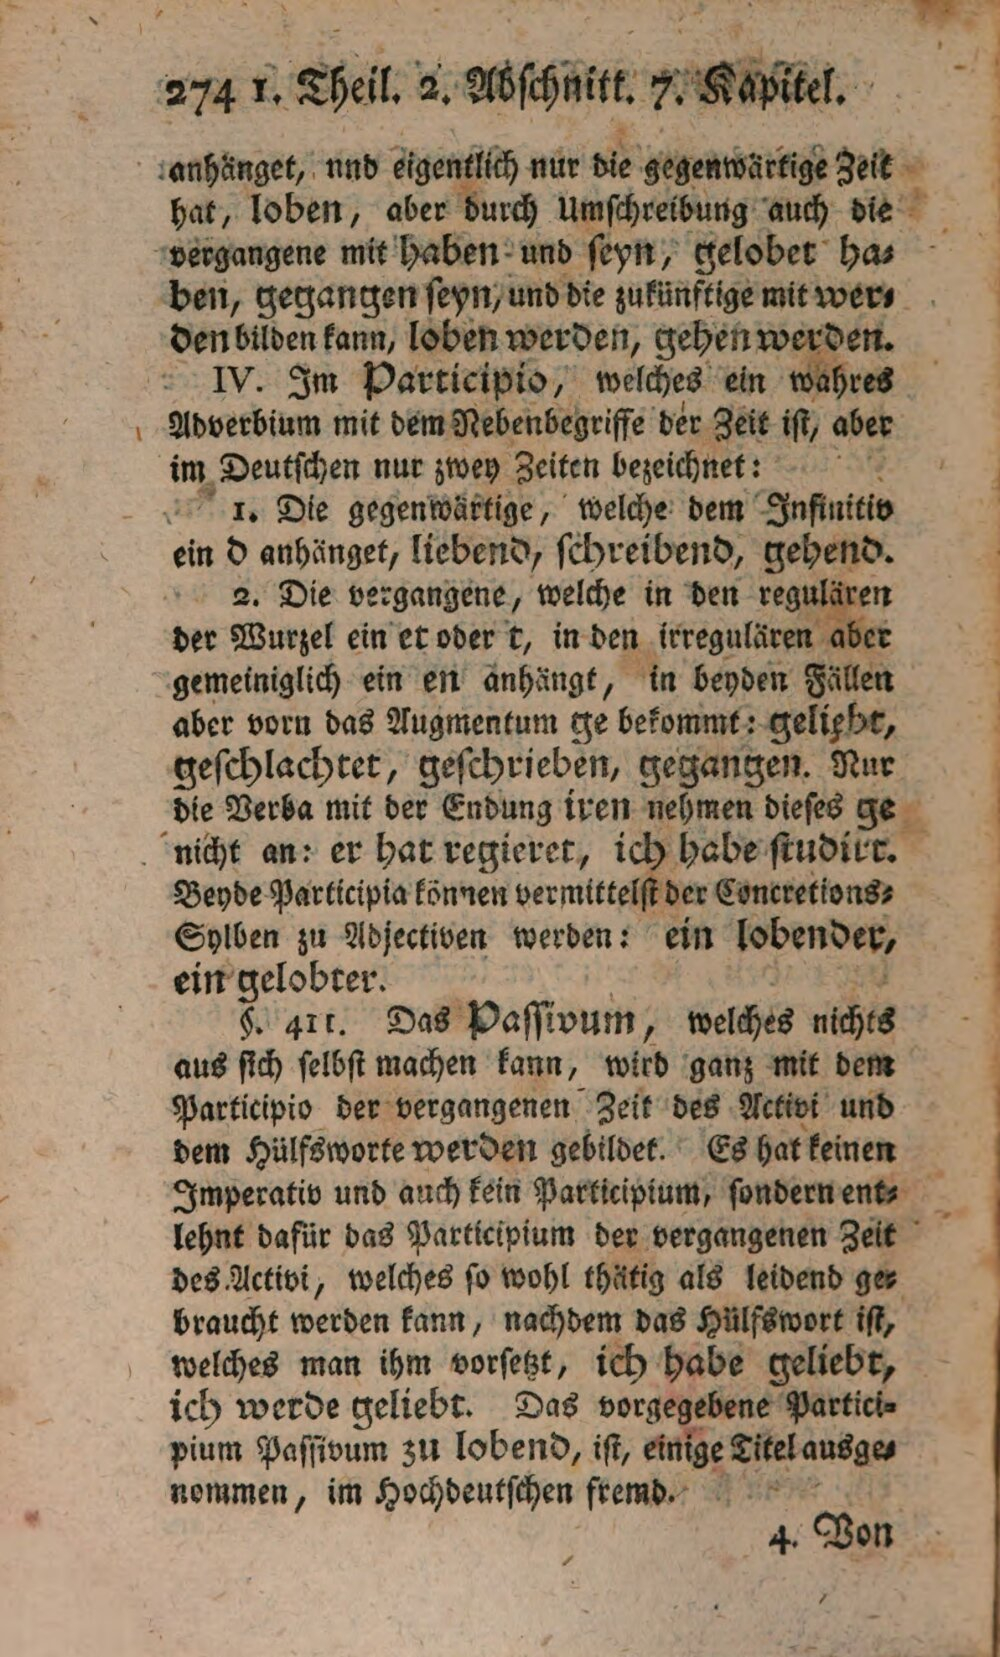 274 1. Theil. 2. Abschnitt. 7. Kapitel.
anhänget, nnd eigentlich nur die gegenwärtige Zeit
hat, loben, aber durch Umschreibung auch die
vergangene mit haben und seyn, gelobet ha-
ben, gegangen seyn, und die zukünftige mit wer-
den bilden kann, loben werden, gehen werden.
IV. Im Participio, welches ein wahres
Adverbium mit dem Nebenbegriffe der Zeit ist, aber
im Deutschen nur zwey Zeiten bezeichnet:
1. Die gegenwärtige, welche dem Infinitiv
ein d anhänget, liebend, schreibend, gehend.
2. Die vergangene, welche in den regulären
der Wurzel ein et oder t, in den irregulären aber
gemeiniglich ein en anhängt, in beyden Fällen
aber vorn das Augmentum ge bekommt: geliebt,
geschlachtet, geschrieben, gegangen. Nur
die Verba mit der Endung iren nehmen dieses ge
nicht an: er hat regieret, ich habe studirt.
Beyde Participia können vermittelst der Concretions-
Sylben zu Adjectiven werden: ein lobender,
ein gelobter.
§. 411. Das Passivum, welches nichts
aus sich selbst machen kann, wird ganz mit dem
Participio der vergangenen Zeit des Activi und
dem Hülfsworte werden gebildet. Es hat keinen
Imperativ und auch kein Participium, sondern ent-
lehnt dafür das Participium der vergangenen Zeit
des Activi, welches so wohl thätig als leidend ge-
braucht werden kann, nachdem das Hülfswort ist,
welches man ihm vorsetzt, ich habe geliebt,
ich werde geliebt. Das vorgegebene Partici-
pium Passivum zu lobend, ist, einige Titel ausge-
nommen, im Hochdeutschen fremd.
4. Von